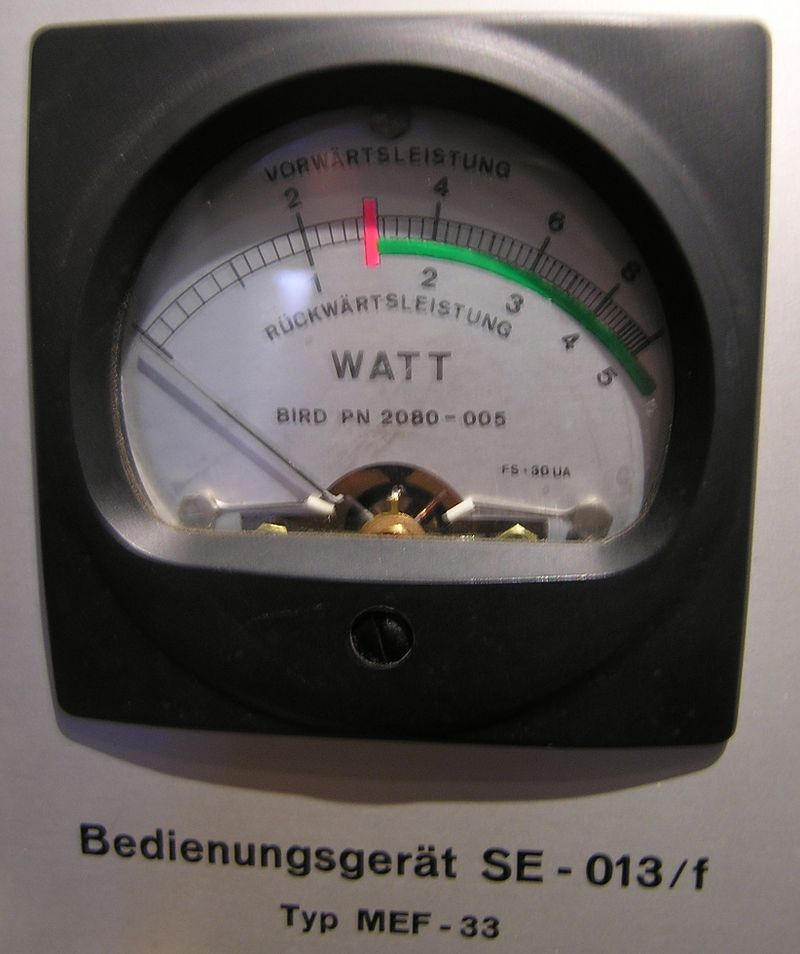 VORWÄRTSLEISTUNG
2 4 6 8
1 2 3 4 5
RÜCKWÄRTSLEISTUNG
WATT
BIRD PN 2080-005
FS-30UA
Bedienungsgerät SE-013/f
Typ MEF-33